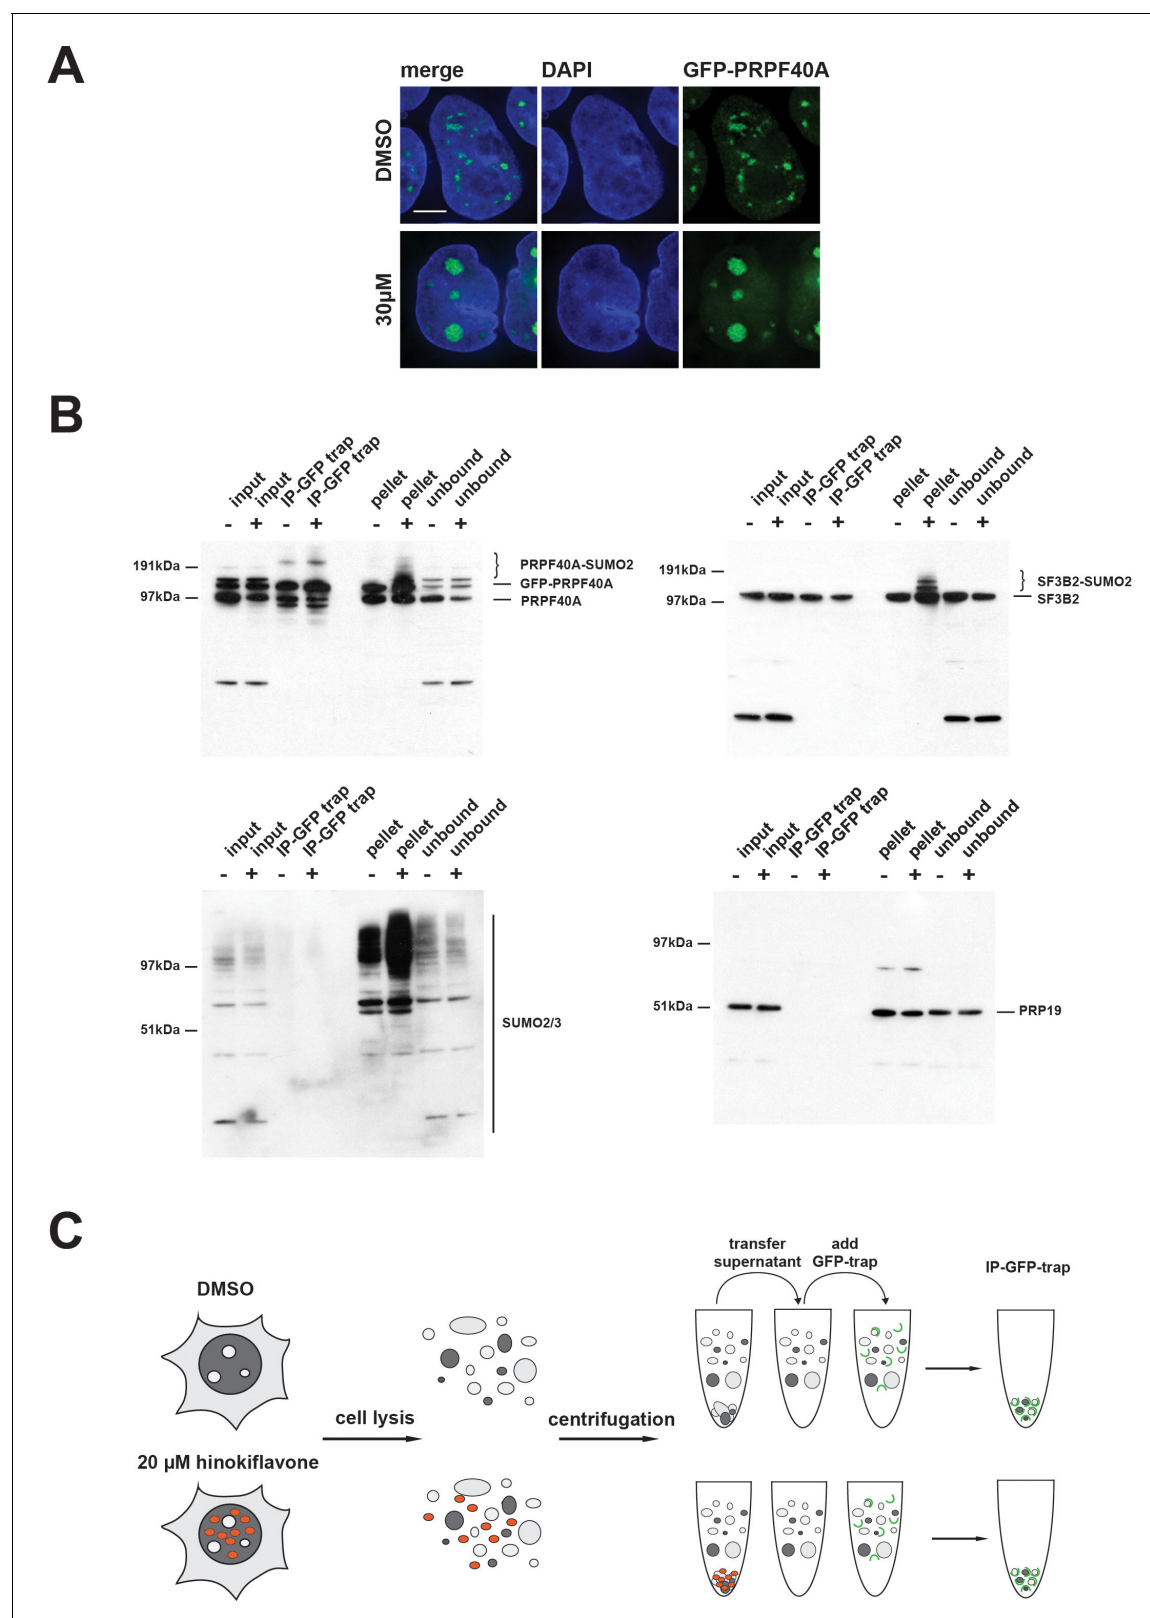 A
merge DAPI GFP-PRPF40A
DMSO
30µM
B
input input IP-GFP trap IP-GFP trap pellet pellet unbound unbound
- + - + - + - +
191kDa
97kDa
PRPF40A-SUMO2
GFP-PRPF40A
PRPF40A
input input IP-GFP trap IP-GFP trap pellet pellet unbound unbound
- + - + - + - +
191kDa
97kDa
SF3B2-SUMO2
SF3B2
input input IP-GFP trap IP-GFP trap pellet pellet unbound unbound
- + - + - + - +
97kDa
51kDa
SUMO2/3
input input IP-GFP trap IP-GFP trap pellet pellet unbound unbound
- + - + - + - +
97kDa
51kDa
PRP19
C
DMSO
20 µM hinokiflavone
cell lysis
centrifugation
transfer
supernatant
add
GFP-trap
IP-GFP-trap